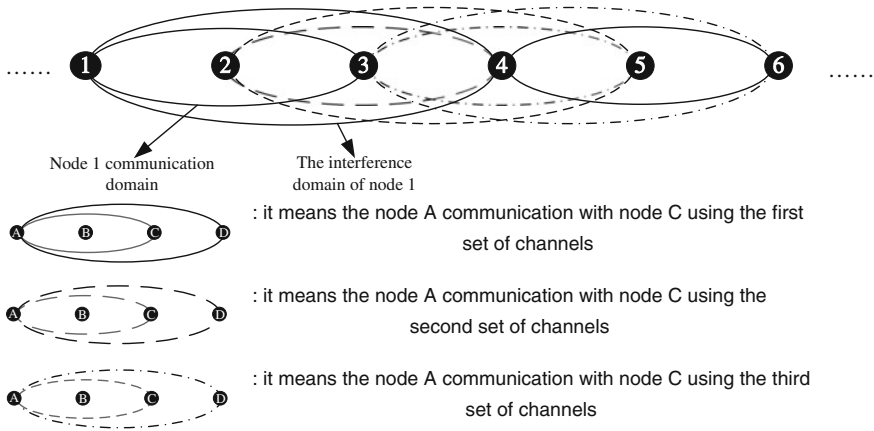 ...... 1 2 3 4 5 6 ......
Node 1 communication
domain
The interference
domain of node 1
A B C D
: it means the node A communication with node C using the first
set of channels
A B C D
: it means the node A communication with node C using the
second set of channels
A B C D
: it means the node A communication with node C using the third
set of channels